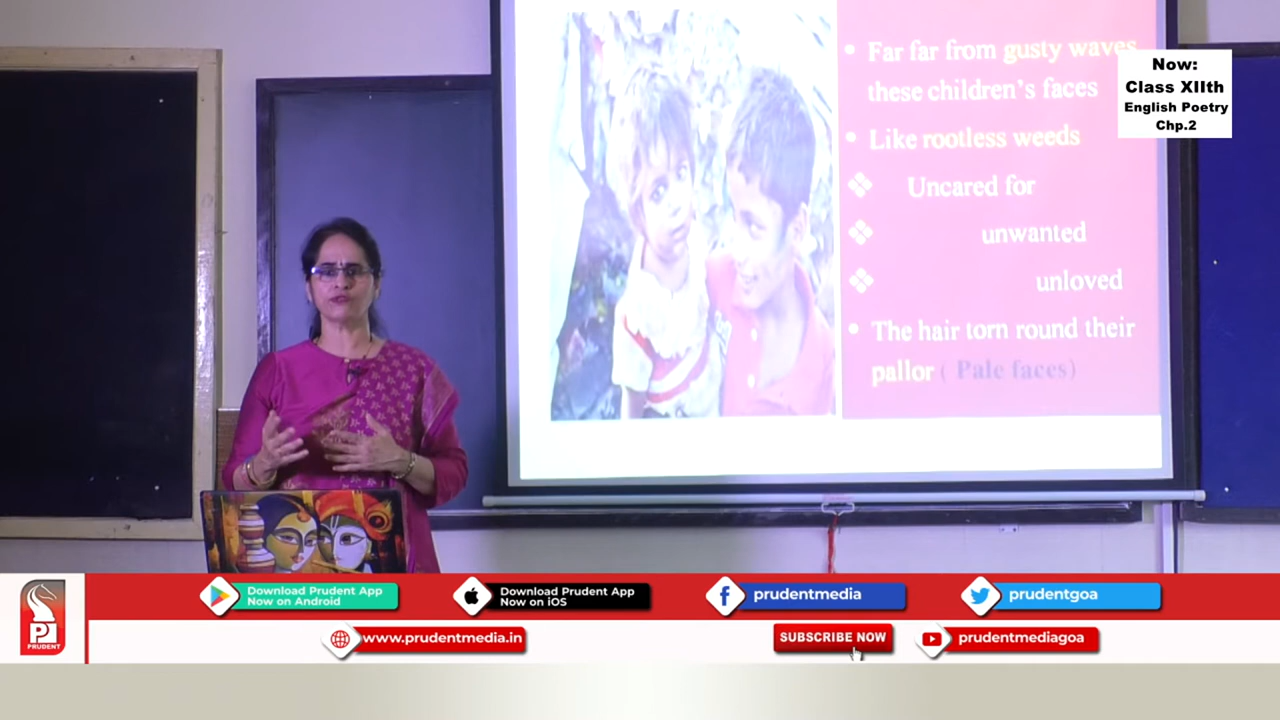 Far far from gusty waves
these children's faces
Like rootless weeds
Uncared for
unwanted
unloved
The hair torn round their
pallor ( Pale faces)
Now:
Class XIIth
English Poetry
Chp.2
Download Prudent App
Now on Android
Download Prudent App
Now on iOS
prudentmedia
prudentgoa
PRUDENT
www.prudentmedia.in
SUBSCRIBE NOW
prudentmediagoa